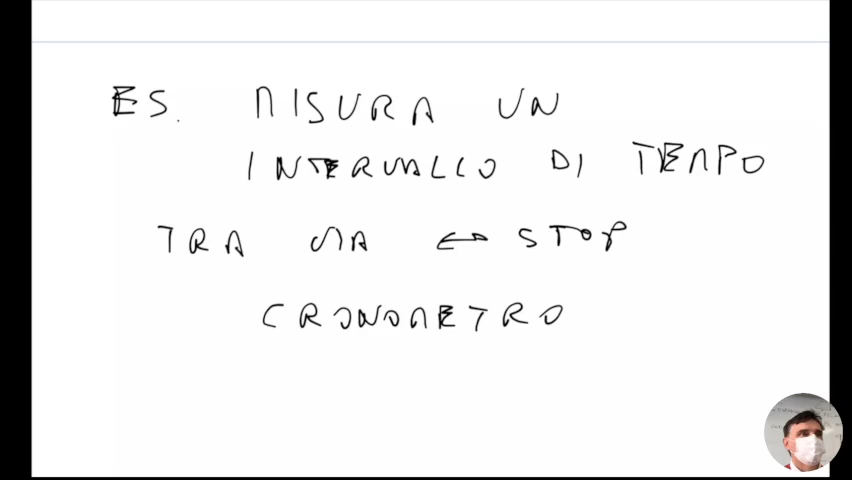 ES. MISURA UN
INTERVALLO DI TEMPO
TRA VIA ↔ STOP
CRONOMETRO